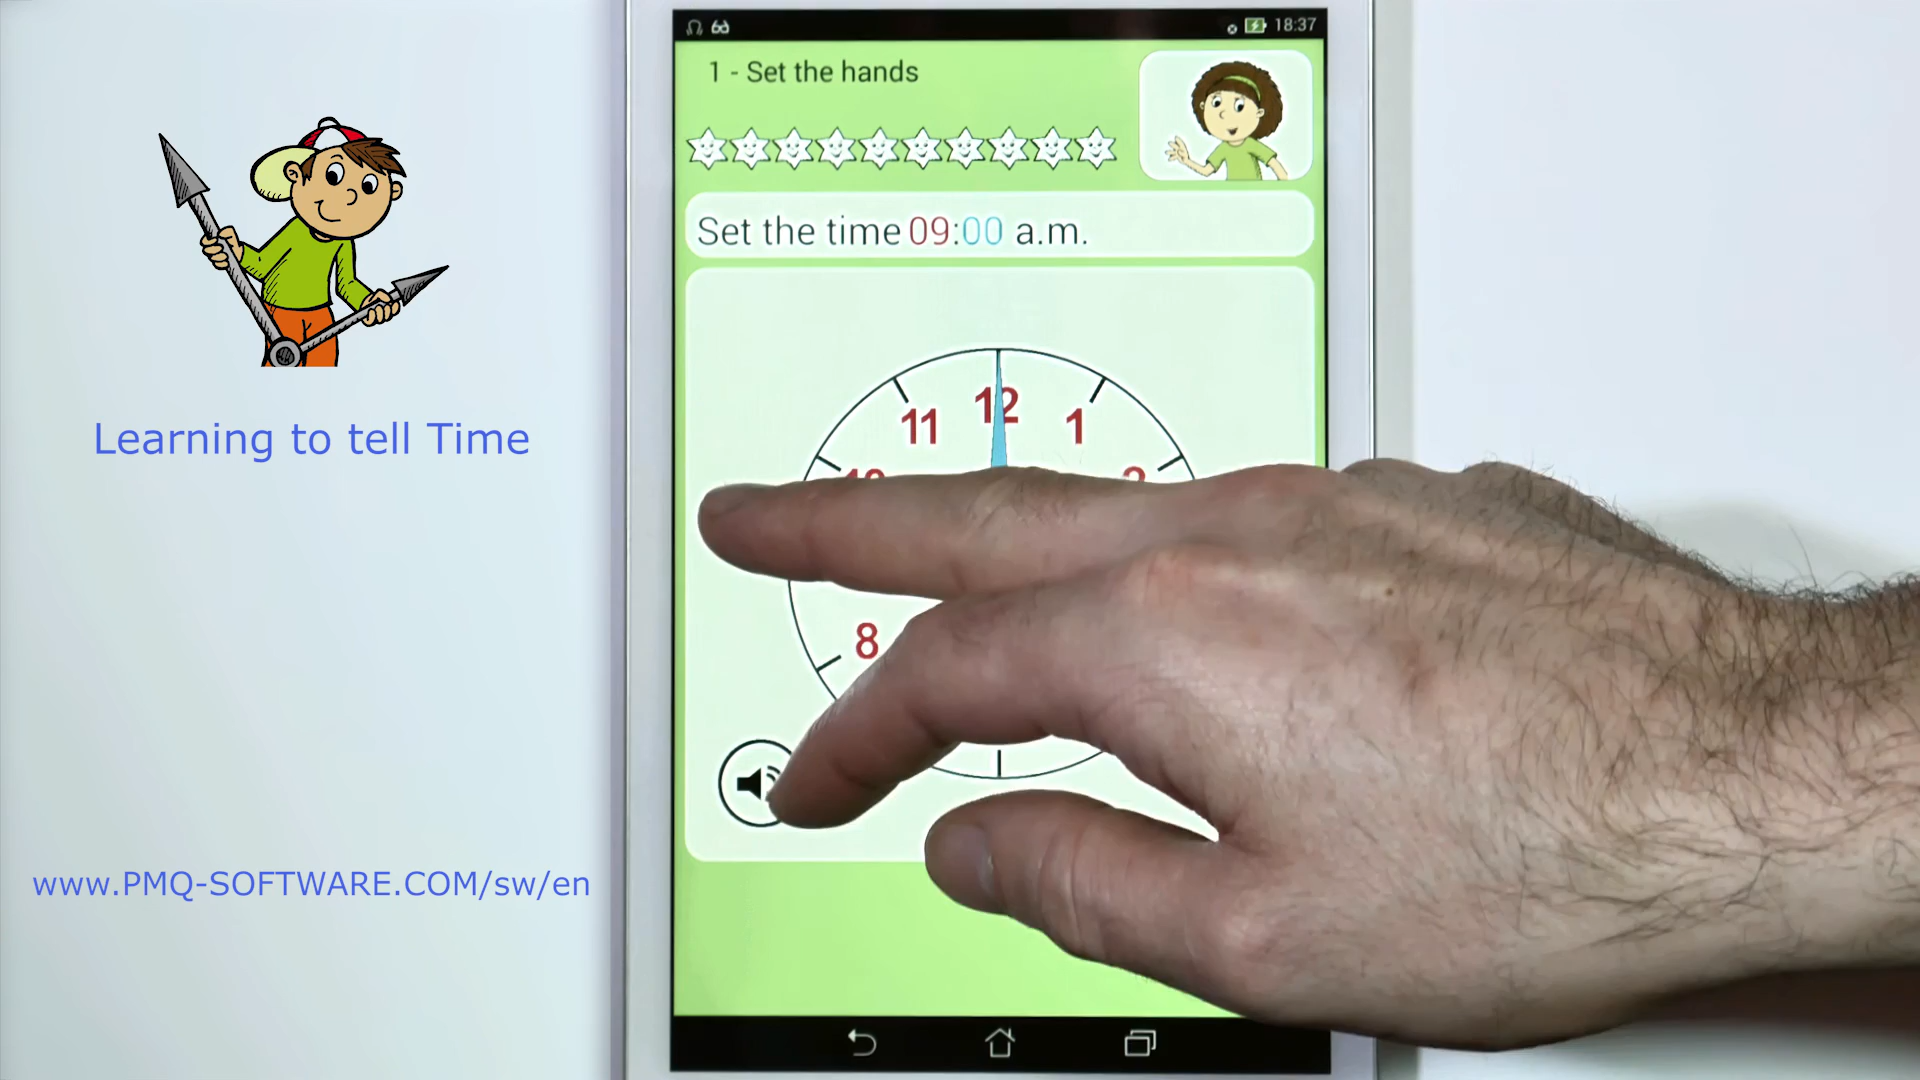 18:37
1 - Set the hands
Set the time 09:00 a.m.
12
11
1
8
Learning to tell Time
www.PMQ-SOFTWARE.COM/sw/en